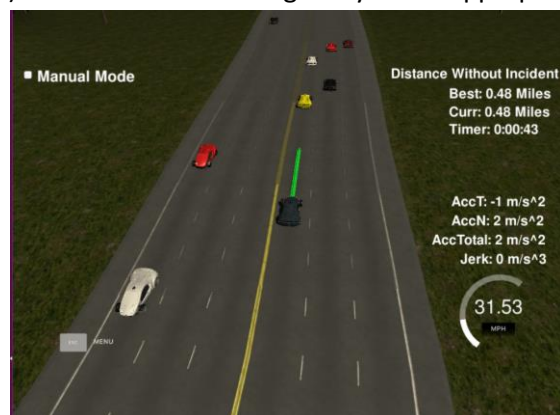 Manual Mode
Distance Without Incident
Best: 0.48 Miles
Curr: 0.48 Miles
Timer: 0:00:43
AccT: -1 m/s^2
AccN: 2 m/s^2
AccTotal: 2 m/s^2
Jerk: 0 m/s^3
31.53
MPH
MENU